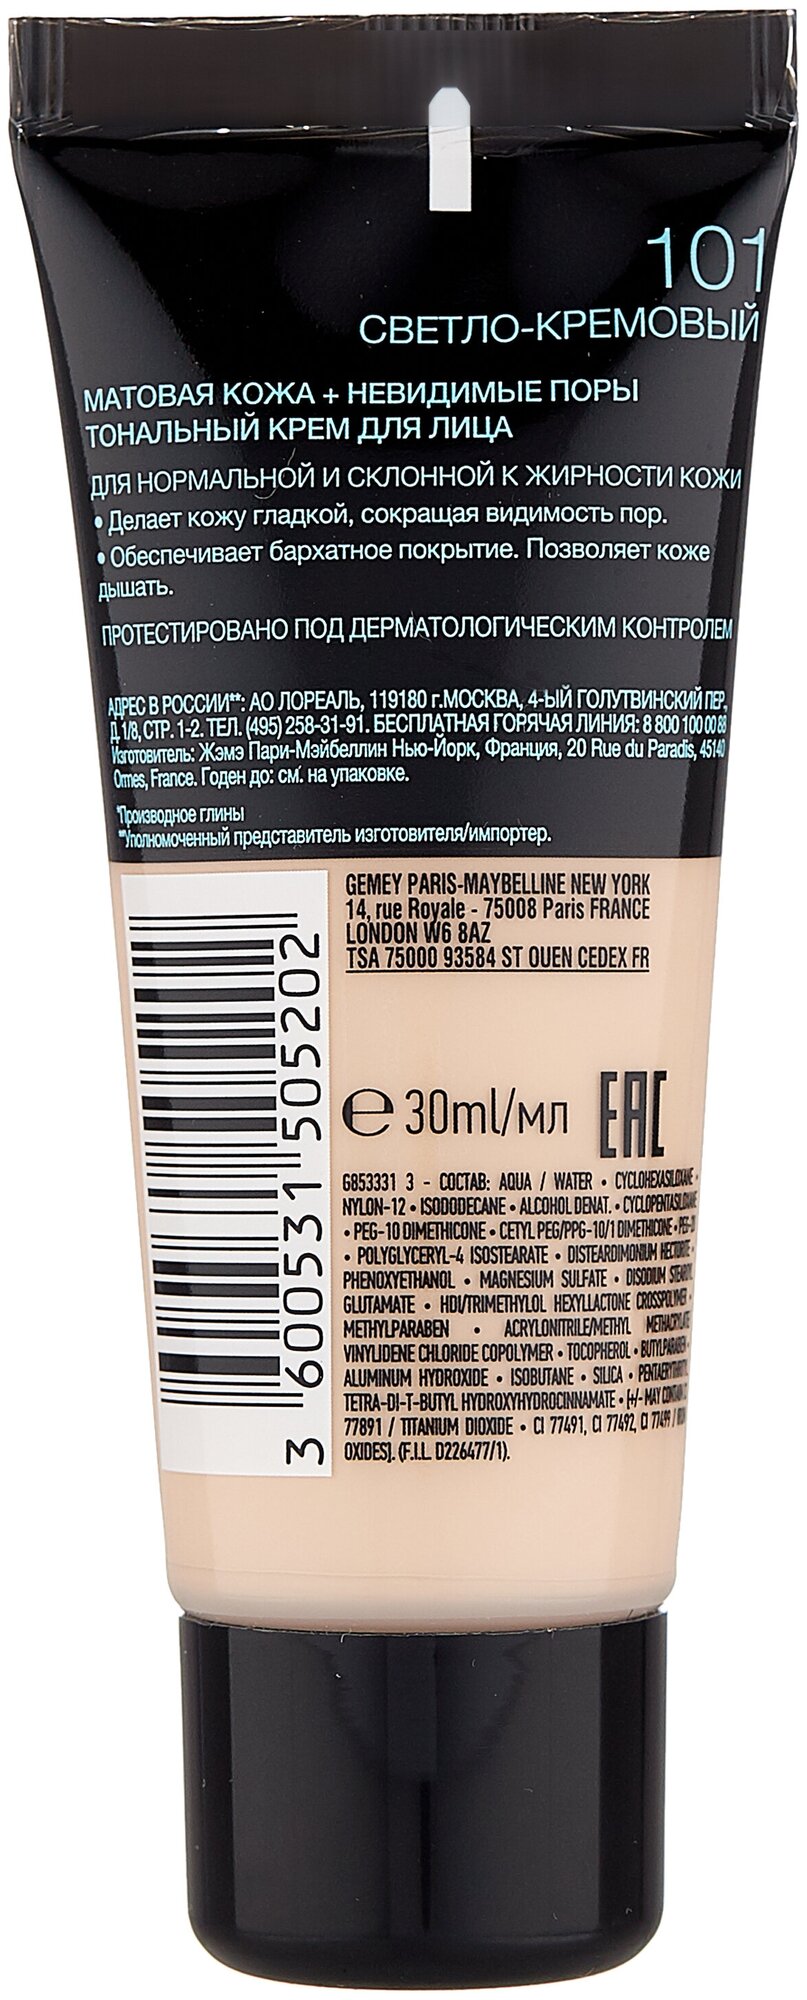 101
СВЕТЛО-КРЕМОВЫЙ
МАТОВАЯ КОЖА + НЕВИДИМЫЕ ПОРЫ
ТОНАЛЬНЫЙ КРЕМ ДЛЯ ЛИЦА
ДЛЯ НОРМАЛЬНОЙ И СКЛОННОЙ К ЖИРНОСТИ КОЖИ
• Делает кожу гладкой, сокращая видимость пор.
• Обеспечивает бархатное покрытие. Позволяет коже
дышать.
ПРОТЕСТИРОВАНО ПОД ДЕРМАТОЛОГИЧЕСКИМ КОНТРОЛЕМ
АДРЕС В РОССИИ**: АО ЛОРЕАЛЬ, 119180 г.МОСКВА, 4-ЫЙ ГОЛУТВИНСКИЙ ПЕР.,
Д. 1/8, СТР. 1-2. ТЕЛ. (495) 258-31-91. БЕСПЛАТНАЯ ГОРЯЧАЯ ЛИНИЯ: 8 800 100 00 88
Изготовитель: Жэмэ Пари-Мэйбеллин Нью-Йорк, Франция, 20 Rue du Paradis, 45140
Ormes, France. Годен до: см. на упаковке.
*Производное глины
**Уполномоченный представитель изготовителя/импортер.
GEMEY PARIS-MAYBELLINE NEW YORK
14, rue Royale - 75008 Paris FRANCE
LONDON W6 8AZ
TSA 75000 93584 ST OUEN CEDEX FR
3 600531 505202
e 30ml/мл EAC
G853331 3 - СОСТАВ: AQUA / WATER • CYCLOHEXASILOXANE •
NYLON-12 • ISODODECANE • ALCOHOL DENAT. • CYCLOPENTASILOXANE
• PEG-10 DIMETHICONE • CETYL PEG/PPG-10/1 DIMETHICONE • PEG-20
• POLYGLYCERYL-4 ISOSTEARATE • DISTEARDIMONIUM HECTORITE •
PHENOXYETHANOL • MAGNESIUM SULFATE • DISODIUM STEAROYL
GLUTAMATE • HDI/TRIMETHYLOL HEXYLLACTONE CROSSPOLYMER •
METHYLPARABEN • ACRYLONITRILE/METHYL METHACRYLATE
VINYLIDENE CHLORIDE COPOLYMER • TOCOPHEROL • BUTYLPARABEN •
ALUMINUM HYDROXIDE • ISOBUTANE • SILICA • PENTAERYTHRITYL
TETRA-DI-T-BUTYL HYDROXYHYDROCINNAMATE • [+/- MAY CONTAIN CI
77891 / TITANIUM DIOXIDE • CI 77491, CI 77492, CI 77499 / IRON
OXIDES]. (F.I.L. D226477/1).